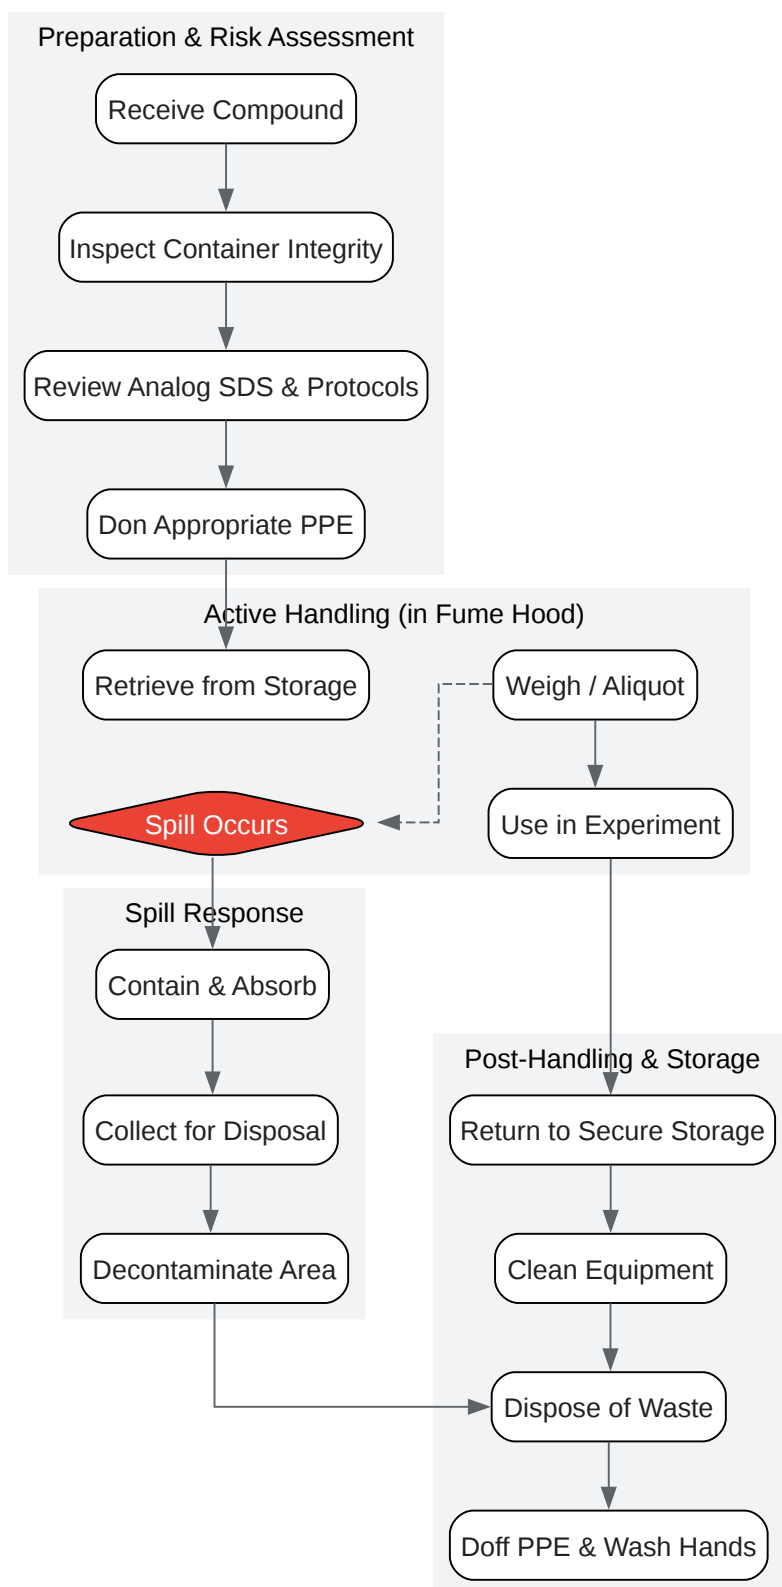 Preparation & Risk Assessment
Receive Compound
Inspect Container Integrity
Review Analog SDS & Protocols
Don Appropriate PPE
Active Handling (in Fume Hood)
Retrieve from Storage
Weigh / Aliquot
Spill Occurs
Use in Experiment
Spill Response
Contain & Absorb
Collect for Disposal
Decontaminate Area
Post-Handling & Storage
Return to Secure Storage
Clean Equipment
Dispose of Waste
Doff PPE & Wash Hands